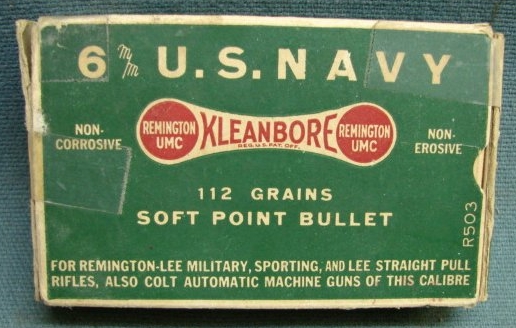 6 m/m U.S. NAVY
NON-
CORROSIVE
REMINGTON
UMC
KLEANBORE
REG. U.S. PAT. OFF.
REMINGTON
UMC
NON-
EROSIVE
112 GRAINS
SOFT POINT BULLET
R503
FOR REMINGTON-LEE MILITARY, SPORTING, AND LEE STRAIGHT PULL
RIFLES, ALSO COLT AUTOMATIC MACHINE GUNS OF THIS CALIBRE